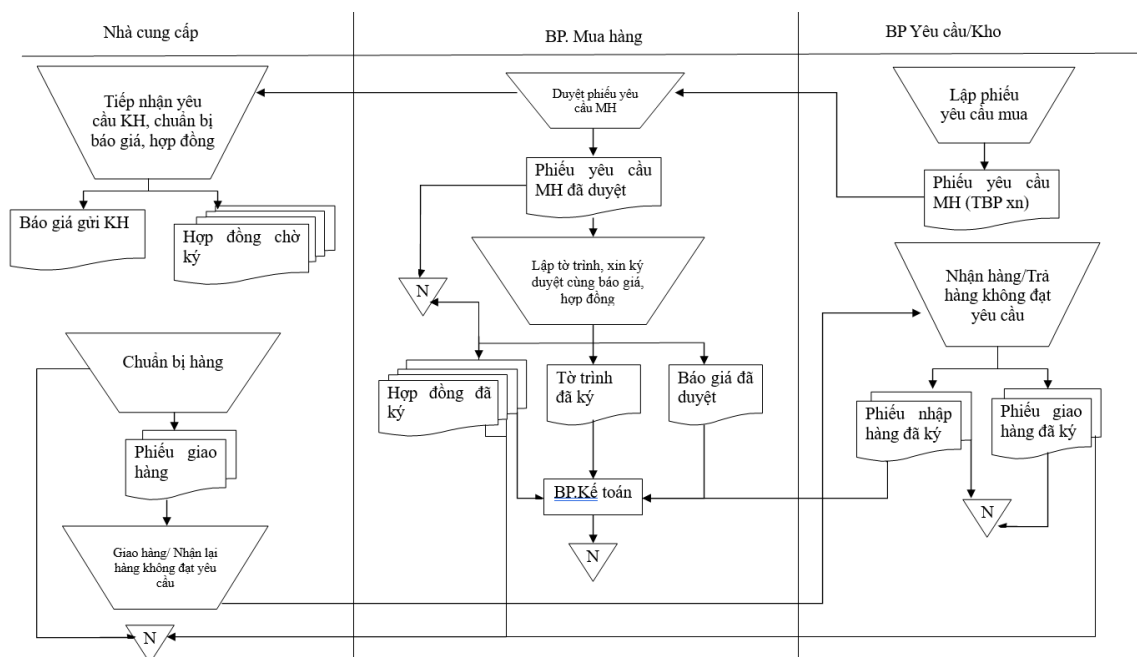 Nhà cung cấp
BP. Mua hàng
BP Yêu cầu/Kho
Tiếp nhận yêu
cầu KH, chuẩn bị
báo giá, hợp đồng
Duyệt phiếu yêu
cầu MH
Lập phiếu
yêu cầu mua
Báo giá gửi KH
Hợp đồng chờ
ký
Phiếu yêu cầu
MH đã duyệt
Phiếu yêu cầu
MH (TBP xn)
Lập tờ trình, xin ký
duyệt cùng báo giá,
hợp đồng
N
Nhận hàng/Trả
hàng không đạt
yêu cầu
Chuẩn bị hàng
Hợp đồng đã
ký
Tờ trình
đã ký
Báo giá đã
duyệt
Phiếu nhập
hàng đã ký
Phiếu giao
hàng đã ký
Phiếu giao
hàng
BP.Kế toán
N
N
Giao hàng/ Nhận lại
hàng không đạt yêu
cầu
N